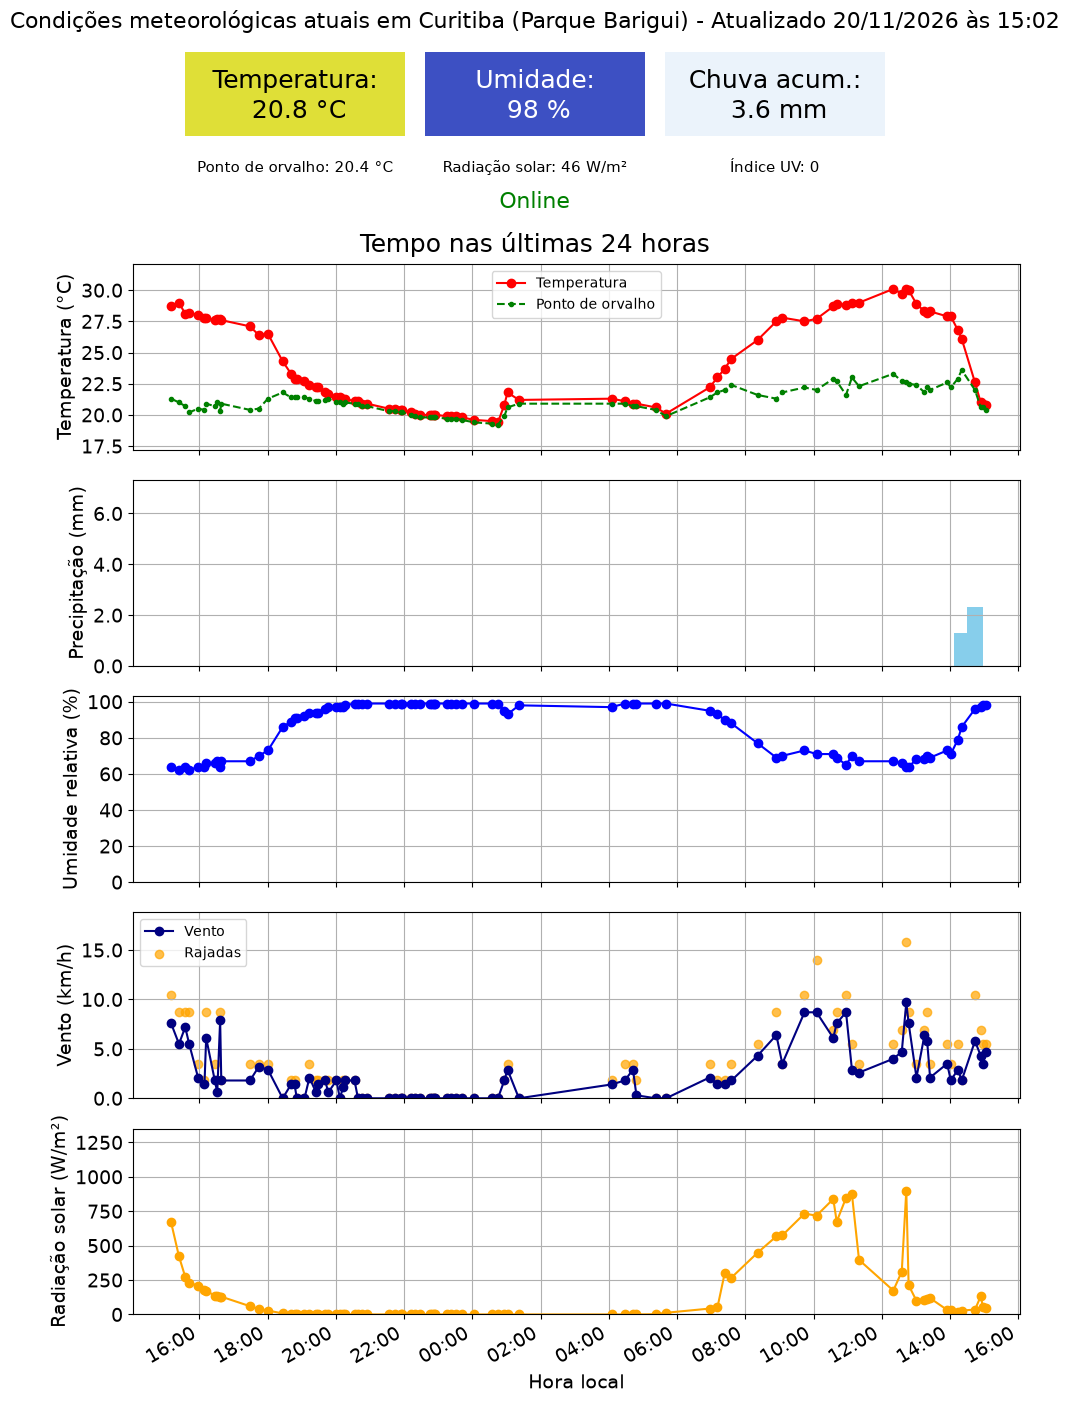 Condições meteorológicas atuais em Curitiba (Parque Barigui) - Atualizado 20/11/2026 às 15:02
Temperatura:
20.8 °C
Umidade:
98 %
Chuva acum.:
3.6 mm
Ponto de orvalho: 20.4 °C
Radiação solar: 46 W/m²
Índice UV: 0
Online
Tempo nas últimas 24 horas
Temperatura (°C)
30.0
27.5
25.0
22.5
20.0
17.5
Temperatura
Ponto de orvalho
Precipitação (mm)
6.0
4.0
2.0
0.0
Umidade relativa (%)
100
80
60
40
20
0
Vento (km/h)
15.0
10.0
5.0
0.0
Vento
Rajadas
Radiação solar (W/m²)
1250
1000
750
500
250
0
16:00
18:00
20:00
22:00
00:00
02:00
04:00
06:00
08:00
10:00
12:00
14:00
16:00
Hora local